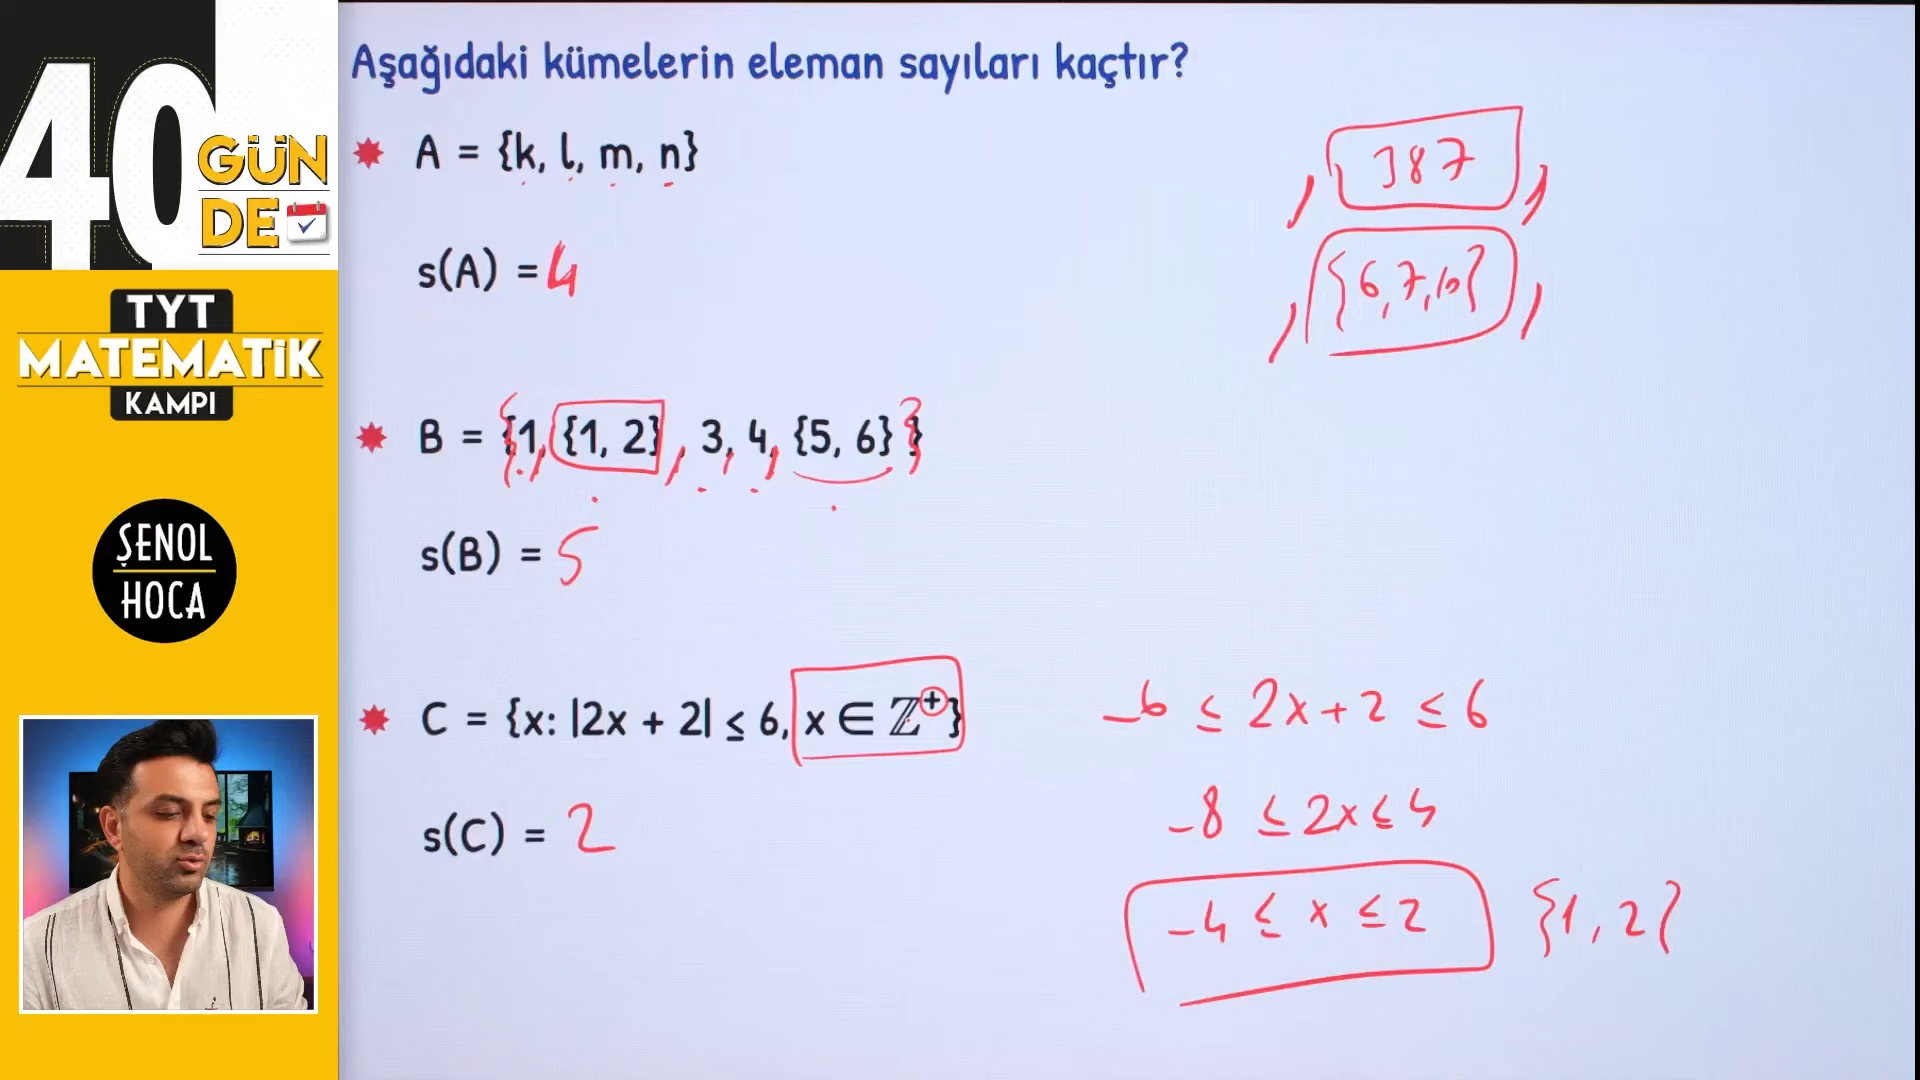 40
GÜN
DE
TYT
MATEMATİK
KAMPI
ŞENOL
HOCA
Aşağıdaki kümelerin eleman sayıları kaçtır?
A = {k, l, m, n}
s(A) = 4
, 387 ,
, {6, 7, 10} ,
B = {1, {1, 2} , 3, 4, {5, 6} }
s(B) = 5
C = {x: |2x + 2| ≤ 6, x ∈ ℤ⁺}
s(C) = 2
-6 ≤ 2x + 2 ≤ 6
-8 ≤ 2x ≤ 4
-4 ≤ x ≤ 2 {1, 2}